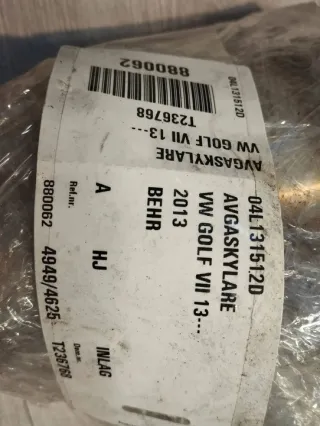 04L131512D
AVGASKYLARE
VW GOLF VII 13---
2013
BEHR
A HJ INLAG
Ref.nr.
880062 4949/4625 T236768
04L131512D
880062
T236768
VW GOLF VII 13---
AVGASKYLARE